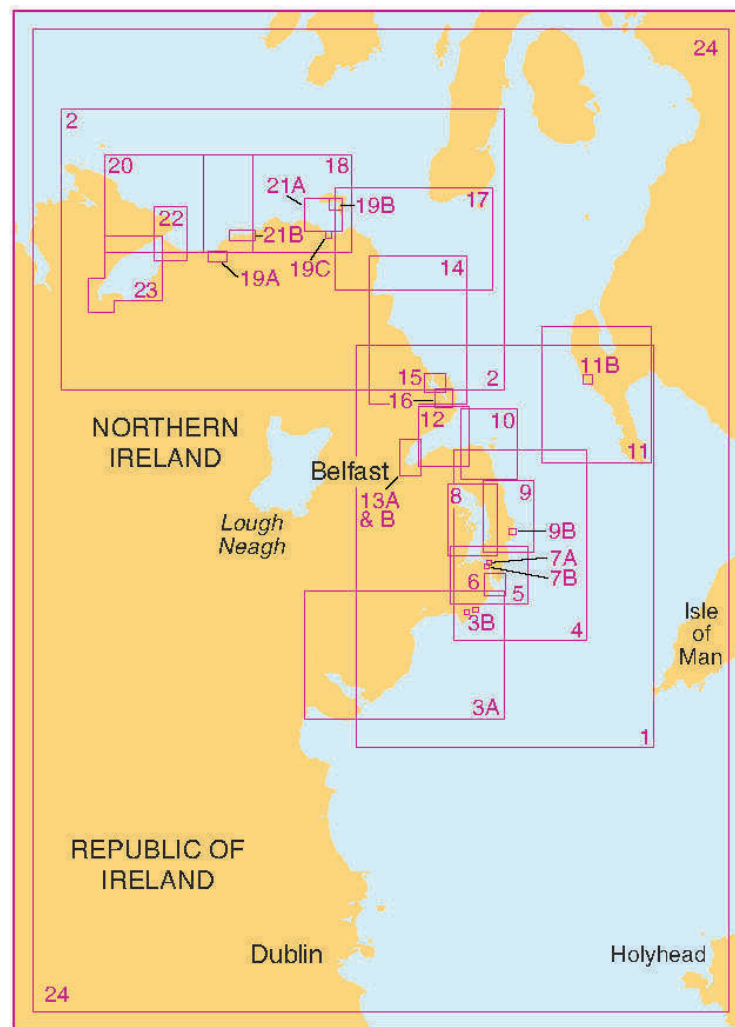 24
2
20
18
21A
17
19B
22
21B
19C
14
19A
23
15
2
11B
16
12
10
NORTHERN
IRELAND
Belfast
11
13A
& B
8
9
Lough
Neagh
9B
7A
7B
6
5
3B
4
Isle
of
Man
3A
1
REPUBLIC OF
IRELAND
Dublin
Holyhead
24